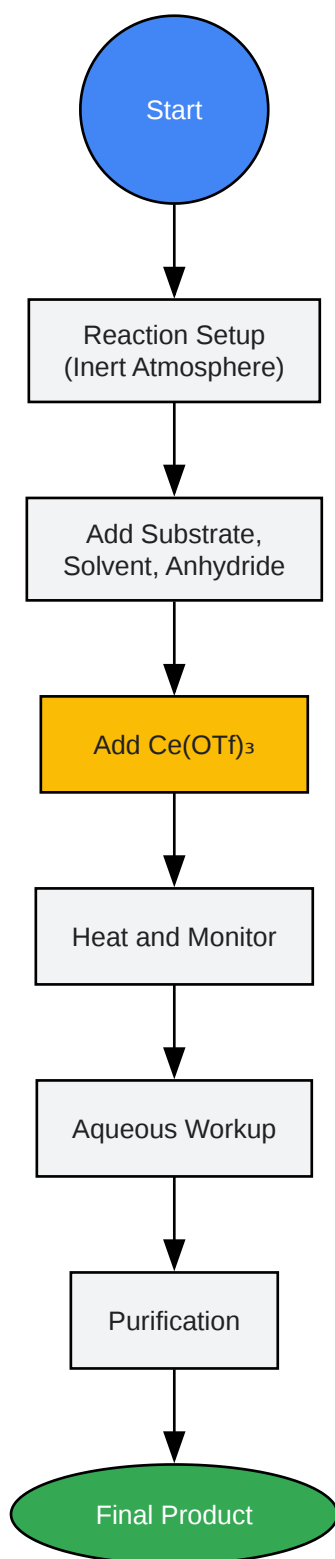 Start
Reaction Setup
(Inert Atmosphere)
Add Substrate,
Solvent, Anhydride
Add Ce(OTf)₃
Heat and Monitor
Aqueous Workup
Purification
Final Product